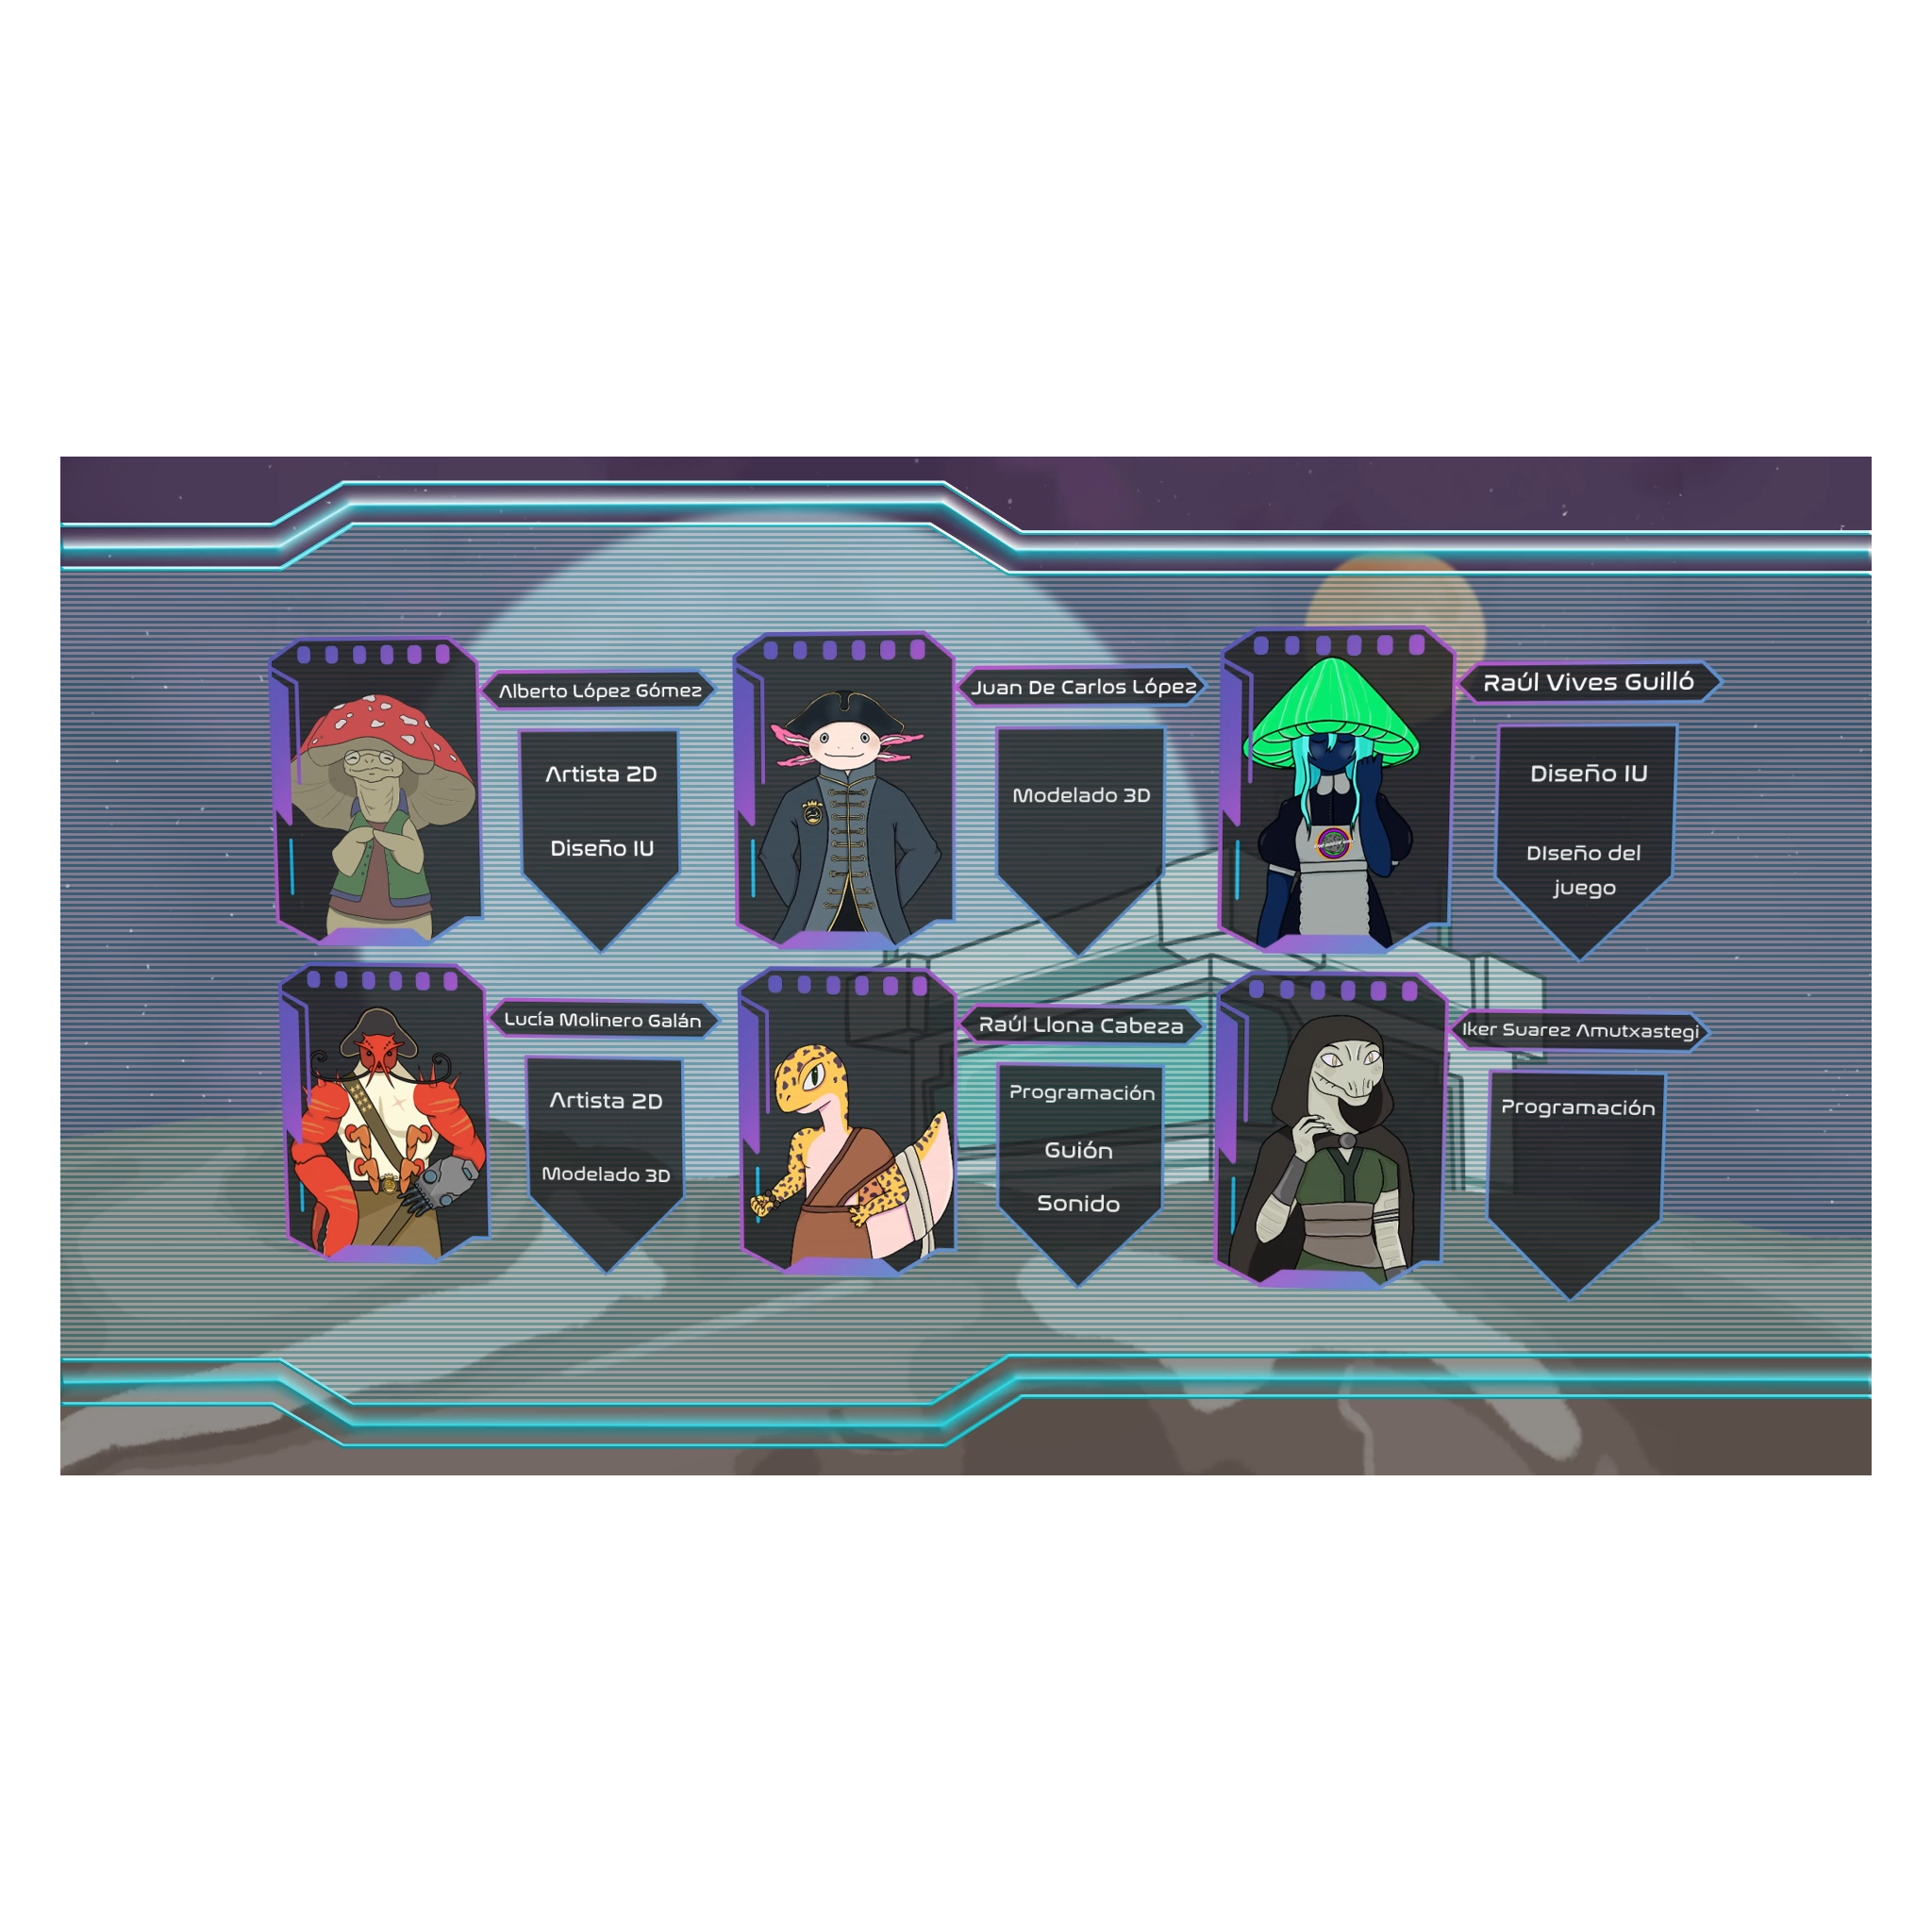 Alberto López Gómez
Artista 2D
Diseño IU
Juan De Carlos López
Modelado 3D
Raúl Vives Guilló
Diseño IU
DIseño del
juego
Lucía Molinero Galán
Artista 2D
Modelado 3D
Raúl Llona Cabeza
Programación
Guión
Sonido
Iker Suarez Amutxastegi
Programación